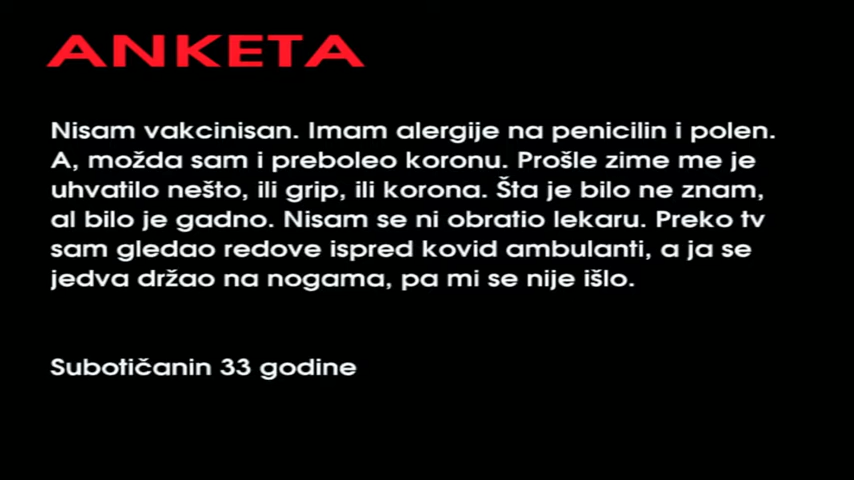 ANKETA
Nisam vakcinisan. Imam alergije na penicilin i polen.
A, možda sam i preboleo koronu. Prošle zime me je
uhvatilo nešto, ili grip, ili korona. Šta je bilo ne znam,
al bilo je gadno. Nisam se ni obratio lekaru. Preko tv
sam gledao redove ispred kovid ambulanti, a ja se
jedva držao na nogama, pa mi se nije išlo.
Subotičanin 33 godine